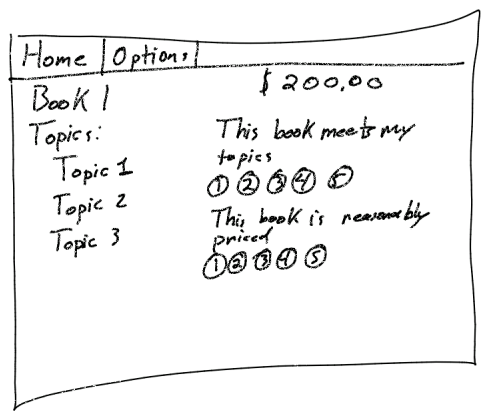 Home Options
Book 1 $200.00
Topics:
Topic 1
Topic 2
Topic 3
This book meets my
topics
1 2 3 4 5
This book is reasonably
priced
1 2 3 4 5